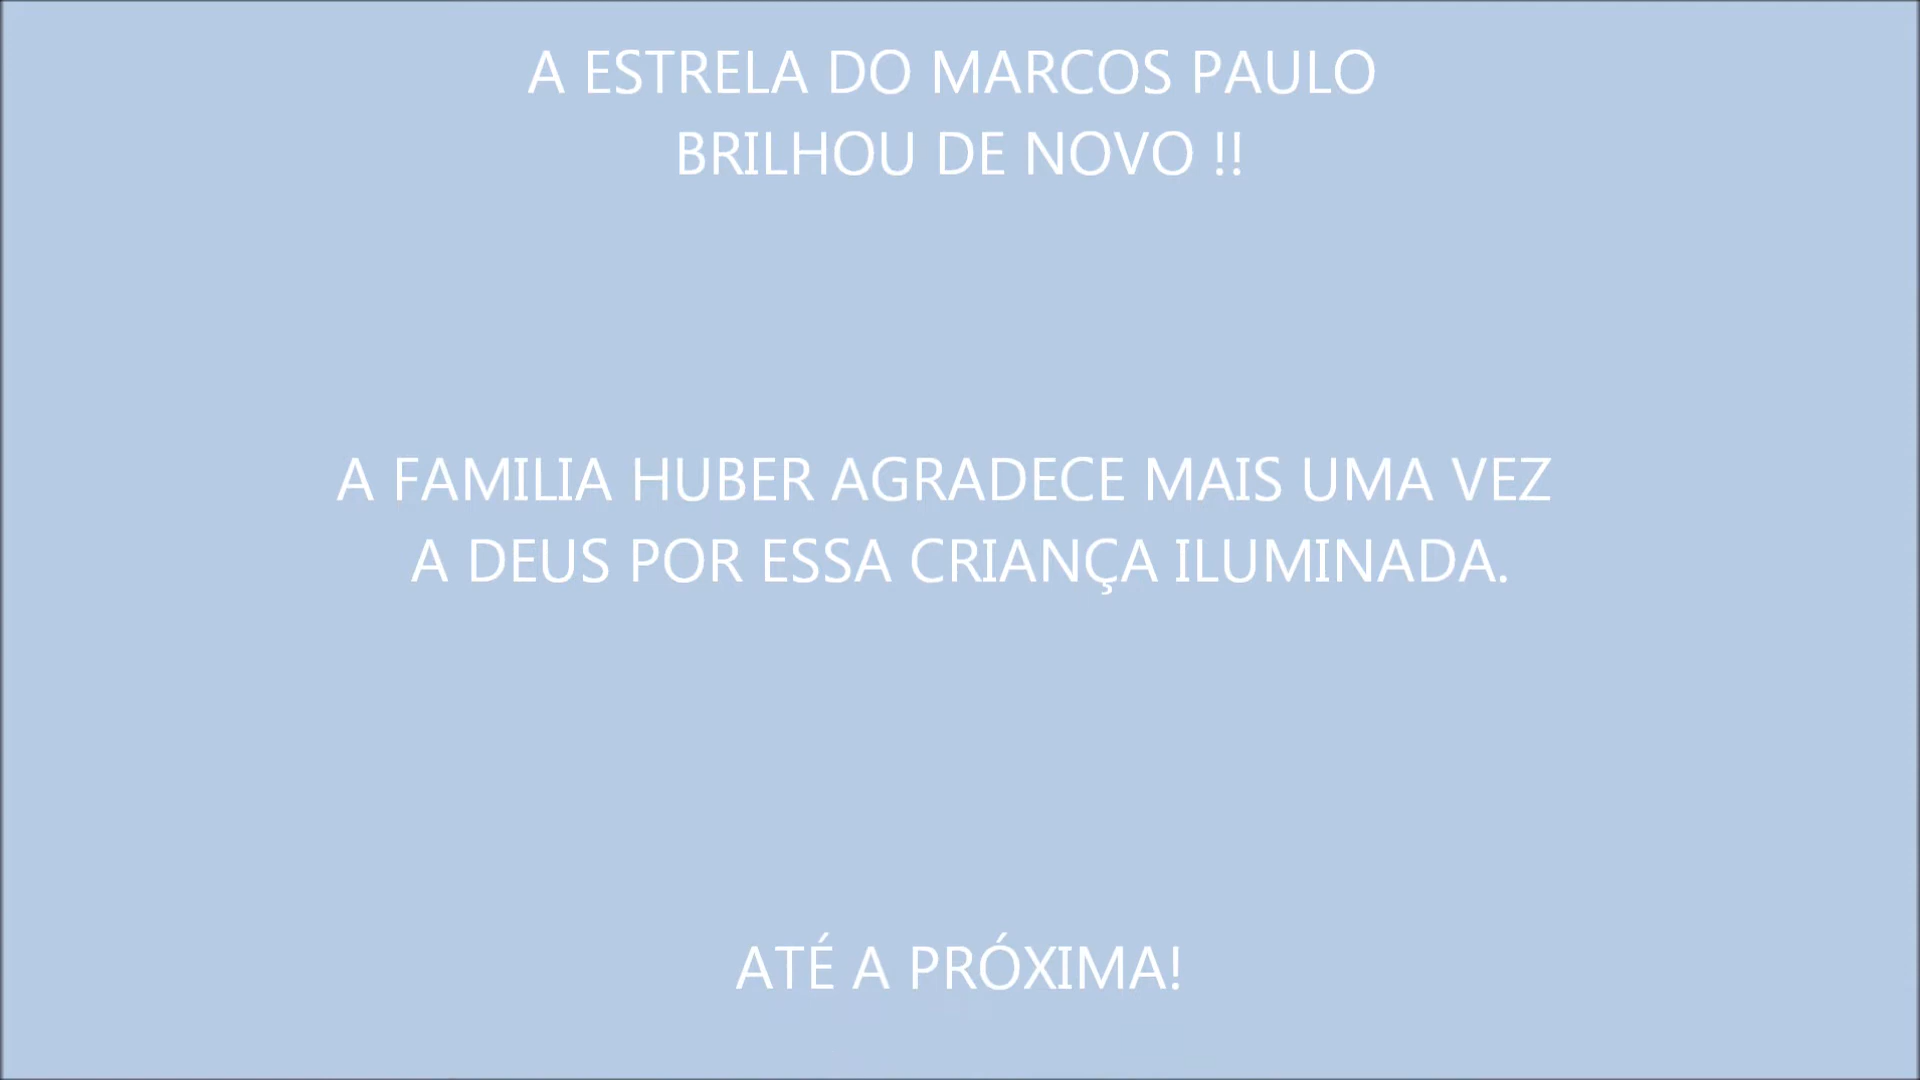 A ESTRELA DO MARCOS PAULO
BRILHOU DE NOVO !!
A FAMILIA HUBER AGRADECE MAIS UMA VEZ
A DEUS POR ESSA CRIANÇA ILUMINADA.
ATÉ A PRÓXIMA!